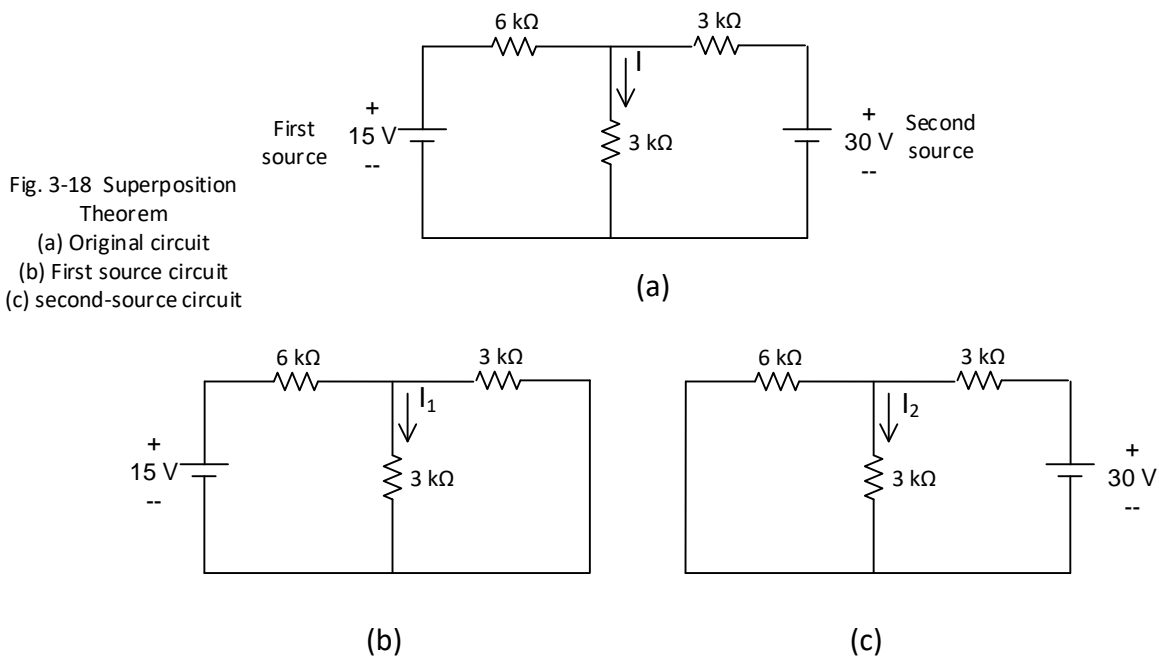 6 kΩ
3 kΩ
I
+
15 V
--
First
source
3 kΩ
+
30 V
--
Second
source
Fig. 3-18 Superposition
Theorem
(a) Original circuit
(b) First source circuit
(c) second-source circuit
(a)
6 kΩ
3 kΩ
I1
+
15 V
--
3 kΩ
(b)
6 kΩ
3 kΩ
I2
3 kΩ
+
30 V
--
(c)